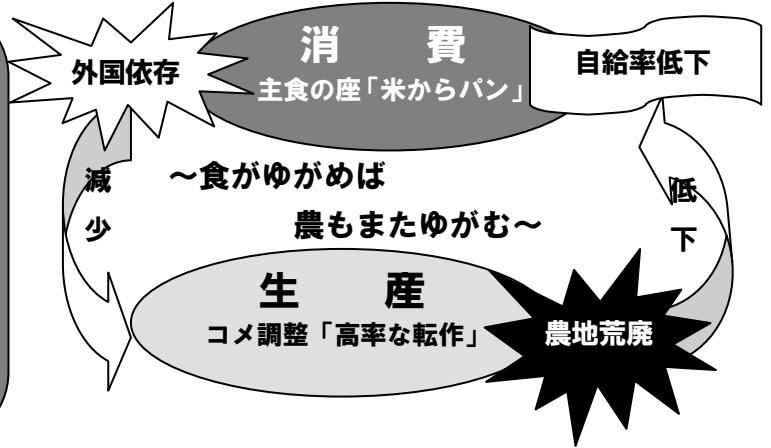 消　費
主食の座「米からパン」
外国依存
自給率低下
減少
～食がゆがめば
農もまたゆがむ～
低下
生　産
コメ調整「高率な転作」
農地荒廃